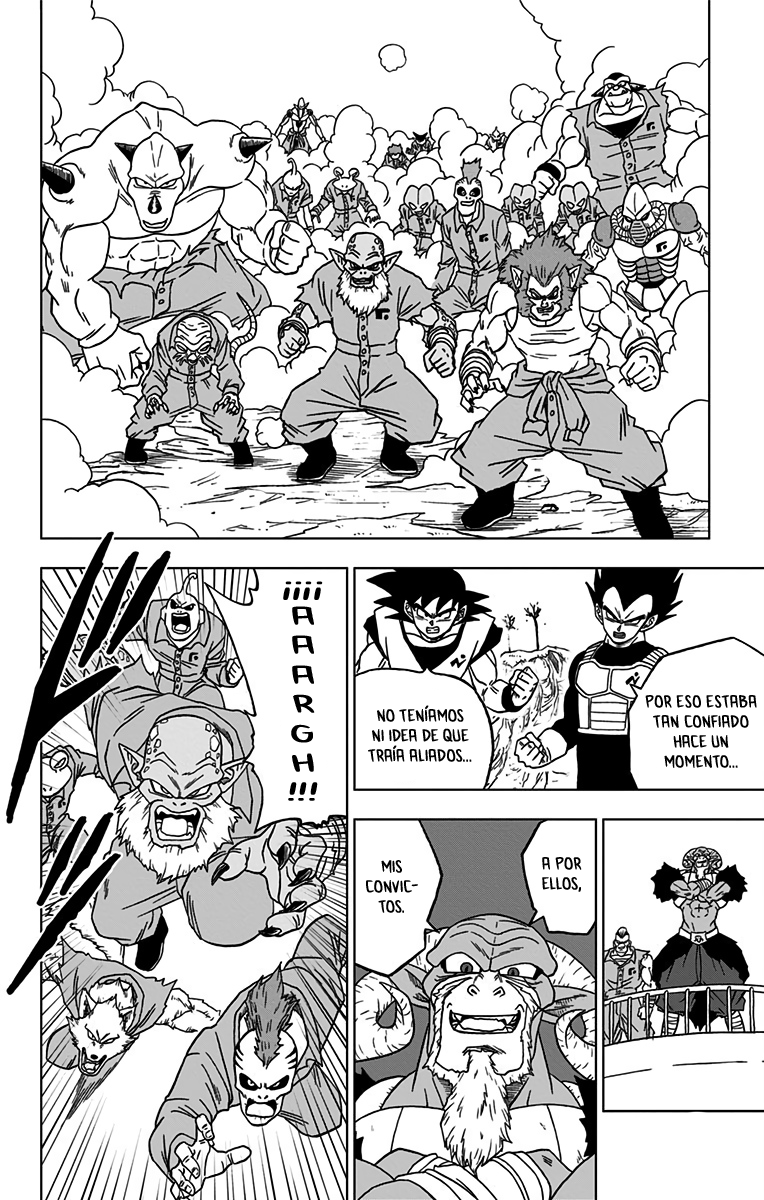 POR ESO ESTABA
TAN CONFIADO
HACE UN
MOMENTO...
NO TENÍAMOS
NI IDEA DE QUE
TRAÍA ALIADOS...
A POR
ELLOS,
MIS
CONVIC-
TOS.
¡¡¡¡
A
A
A
R
G
H
!!!